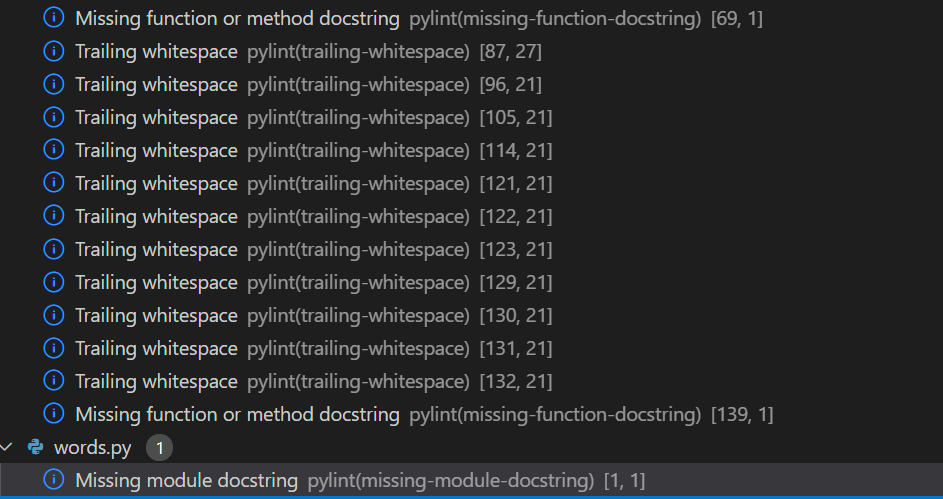 Missing function or method docstring pylint(missing-function-docstring) [69, 1]
Trailing whitespace pylint(trailing-whitespace) [87, 27]
Trailing whitespace pylint(trailing-whitespace) [96, 21]
Trailing whitespace pylint(trailing-whitespace) [105, 21]
Trailing whitespace pylint(trailing-whitespace) [114, 21]
Trailing whitespace pylint(trailing-whitespace) [121, 21]
Trailing whitespace pylint(trailing-whitespace) [122, 21]
Trailing whitespace pylint(trailing-whitespace) [123, 21]
Trailing whitespace pylint(trailing-whitespace) [129, 21]
Trailing whitespace pylint(trailing-whitespace) [130, 21]
Trailing whitespace pylint(trailing-whitespace) [131, 21]
Trailing whitespace pylint(trailing-whitespace) [132, 21]
Missing function or method docstring pylint(missing-function-docstring) [139, 1]
words.py 1
Missing module docstring pylint(missing-module-docstring) [1, 1]